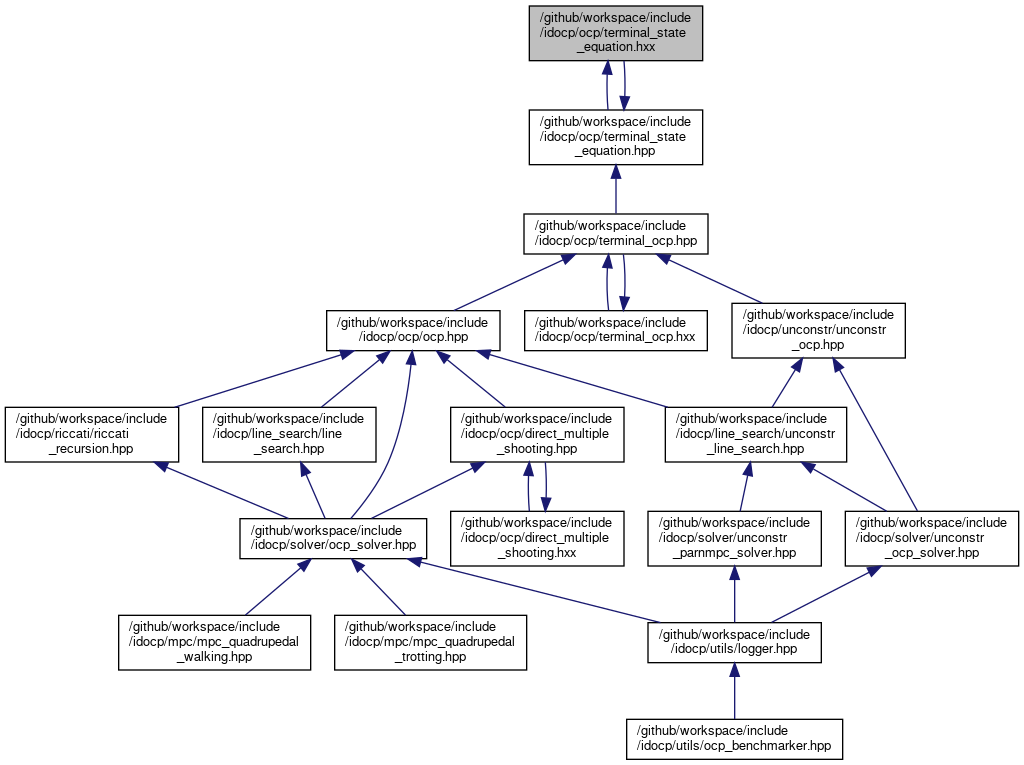 /github/workspace/include
/idocp/ocp/terminal_state
_equation.hxx
/github/workspace/include
/idocp/ocp/terminal_state
_equation.hpp
/github/workspace/include
/idocp/ocp/terminal_ocp.hpp
/github/workspace/include
/idocp/ocp/ocp.hpp
/github/workspace/include
/idocp/ocp/terminal_ocp.hxx
/github/workspace/include
/idocp/unconstr/unconstr
_ocp.hpp
/github/workspace/include
/idocp/riccati/riccati
_recursion.hpp
/github/workspace/include
/idocp/line_search/line
_search.hpp
/github/workspace/include
/idocp/ocp/direct_multiple
_shooting.hpp
/github/workspace/include
/idocp/line_search/unconstr
_line_search.hpp
/github/workspace/include
/idocp/solver/ocp_solver.hpp
/github/workspace/include
/idocp/ocp/direct_multiple
_shooting.hxx
/github/workspace/include
/idocp/solver/unconstr
_parnmpc_solver.hpp
/github/workspace/include
/idocp/solver/unconstr
_ocp_solver.hpp
/github/workspace/include
/idocp/mpc/mpc_quadrupedal
_walking.hpp
/github/workspace/include
/idocp/mpc/mpc_quadrupedal
_trotting.hpp
/github/workspace/include
/idocp/utils/logger.hpp
/github/workspace/include
/idocp/utils/ocp_benchmarker.hpp